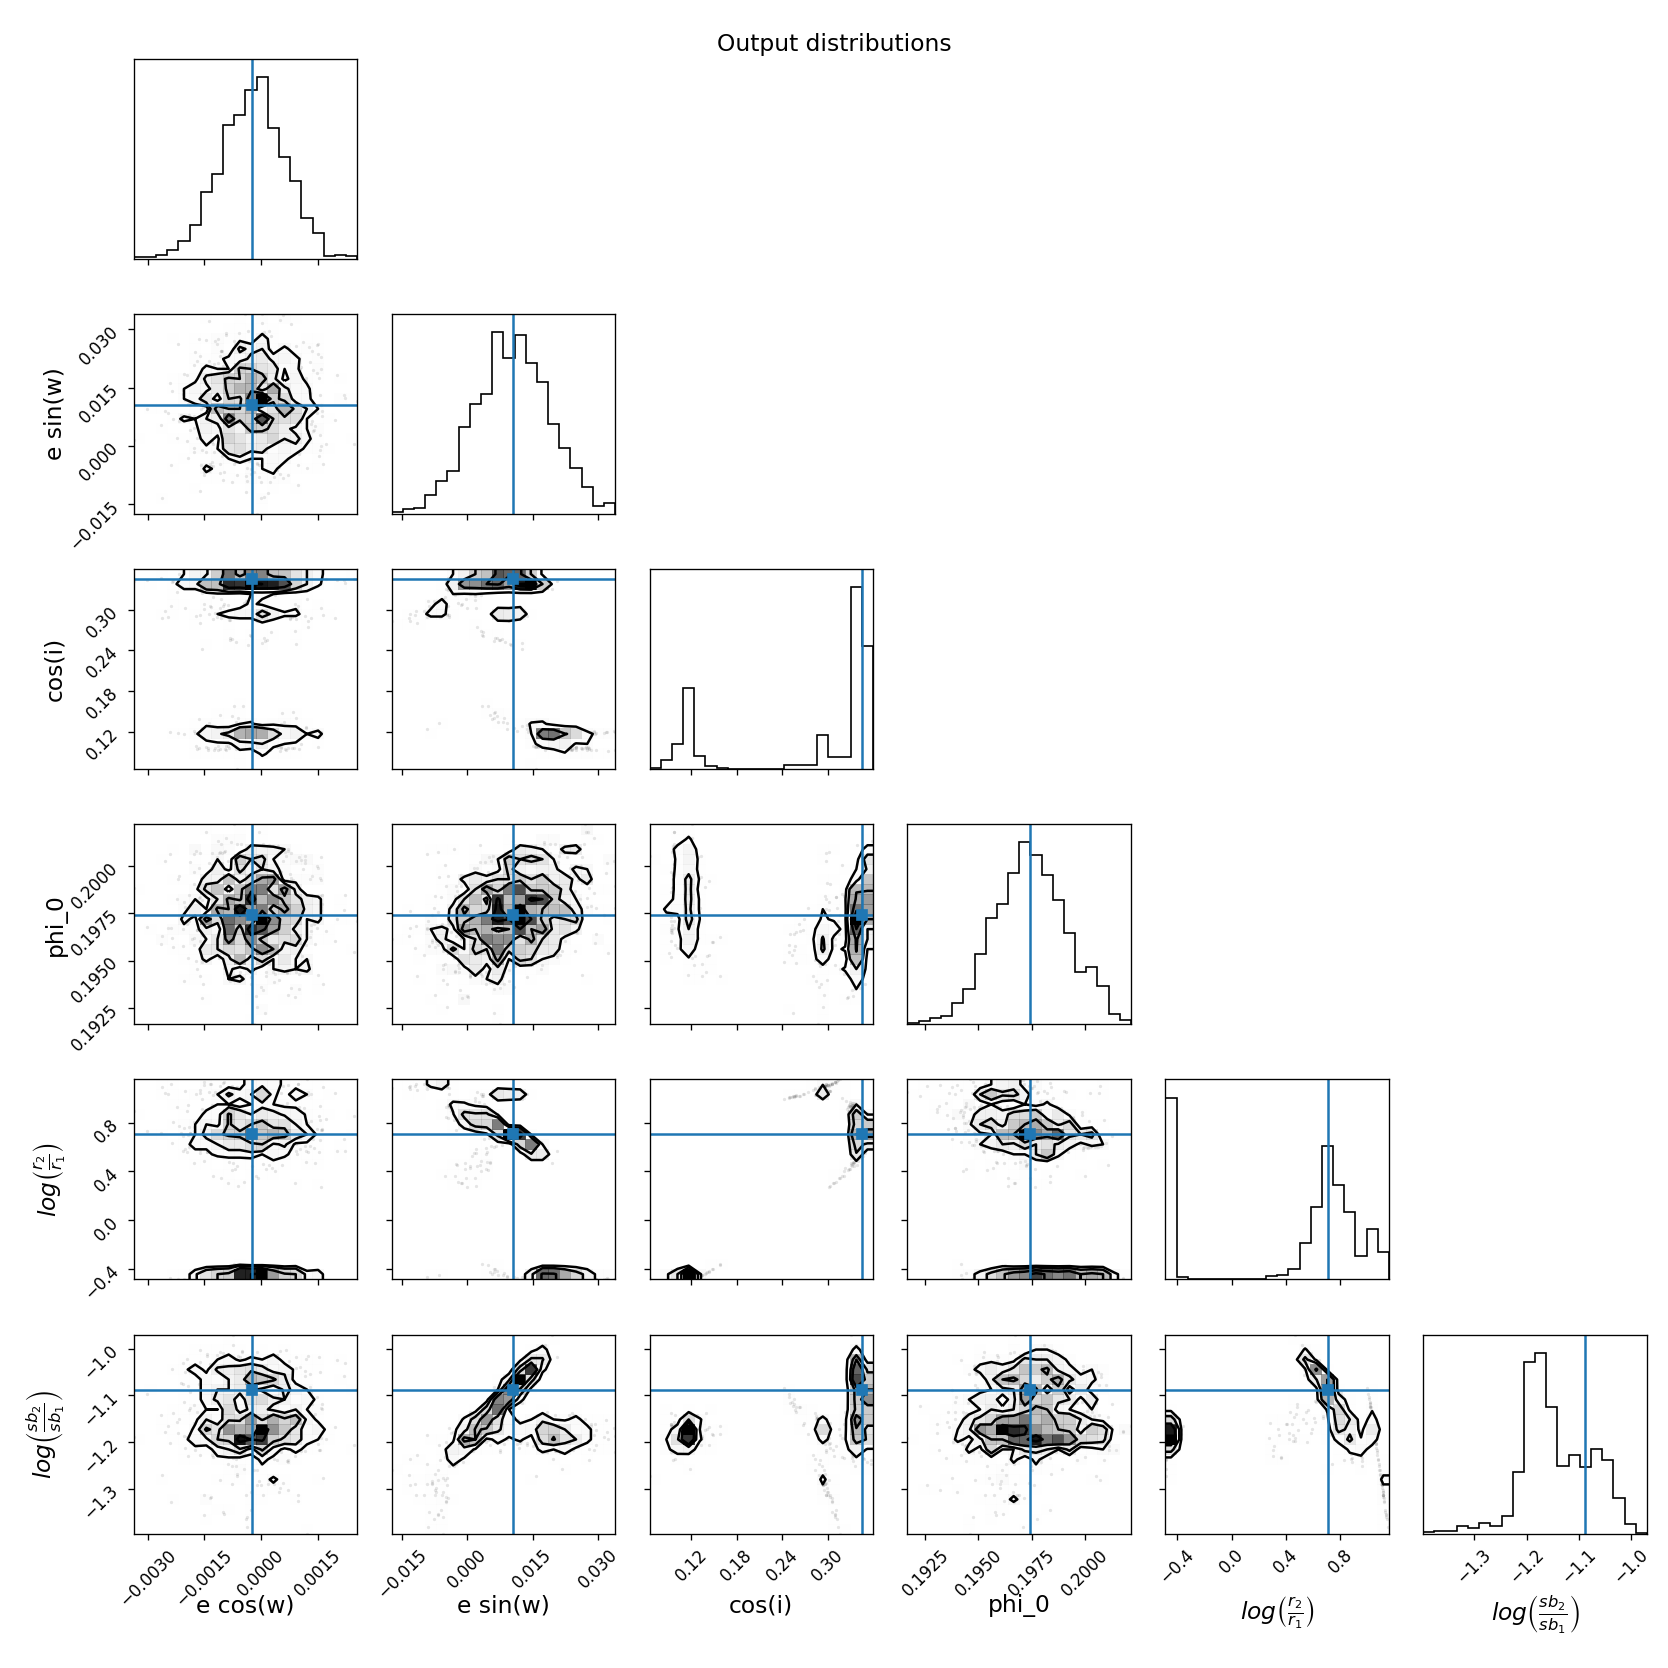 Output distributions
e sin(w)
0.030
0.015
0.000
−0.015
cos(i)
0.30
0.24
0.18
0.12
phi_0
0.2000
0.1975
0.1950
0.1925
log(r₂/r₁)
0.8
0.4
0.0
−0.4
log(sb₂/sb₁)
−1.0
−1.1
−1.2
−1.3
−0.0030 −0.0015 0.0000 0.0015 −0.015 0.000 0.015 0.030 0.12 0.18 0.24 0.30 0.1925 0.1950 0.1975 0.2000 −0.4 0.0 0.4 0.8 −1.3 −1.2 −1.1 −1.0
e cos(w) e sin(w) cos(i) phi_0 log(r₂/r₁) log(sb₂/sb₁)